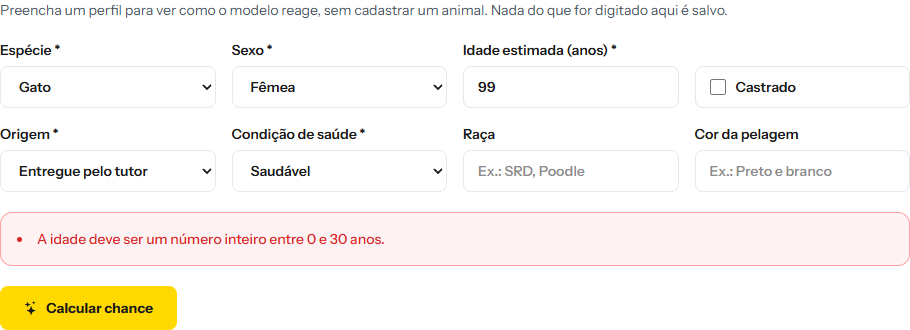 Preencha um perfil para ver como o modelo reage, sem cadastrar um animal. Nada do que for digitado aqui é salvo.
Espécie * Sexo * Idade estimada (anos) *
Gato Fêmea 99 Castrado
Origem * Condição de saúde * Raça Cor da pelagem
Entregue pelo tutor Saudável Ex.: SRD, Poodle Ex.: Preto e branco
A idade deve ser um número inteiro entre 0 e 30 anos.
Calcular chance